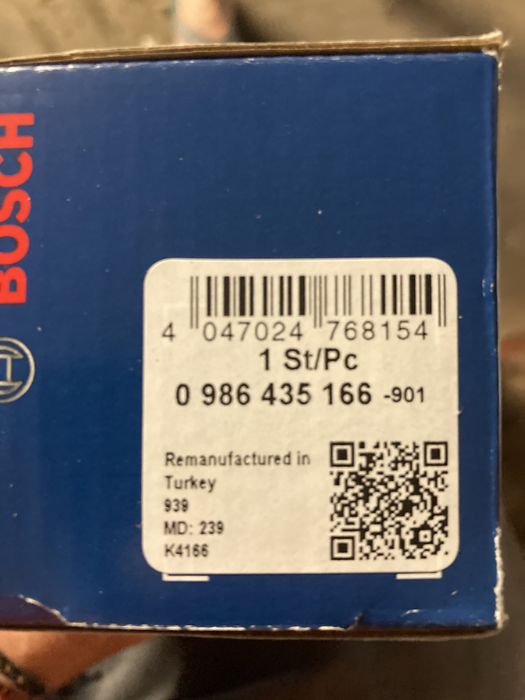 BOSCH
4 047024 768154
1 St/Pc
0 986 435 166 -901
Remanufactured in
Turkey
939
MD: 239
K4166